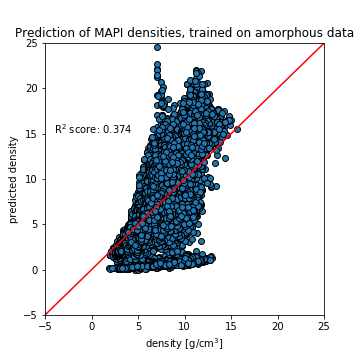 Prediction of MAPI densities, trained on amorphous data
25
20
15
10
5
0
−5
R² score: 0.374
predicted density
−5 0 5 10 15 20 25
density [g/cm³]